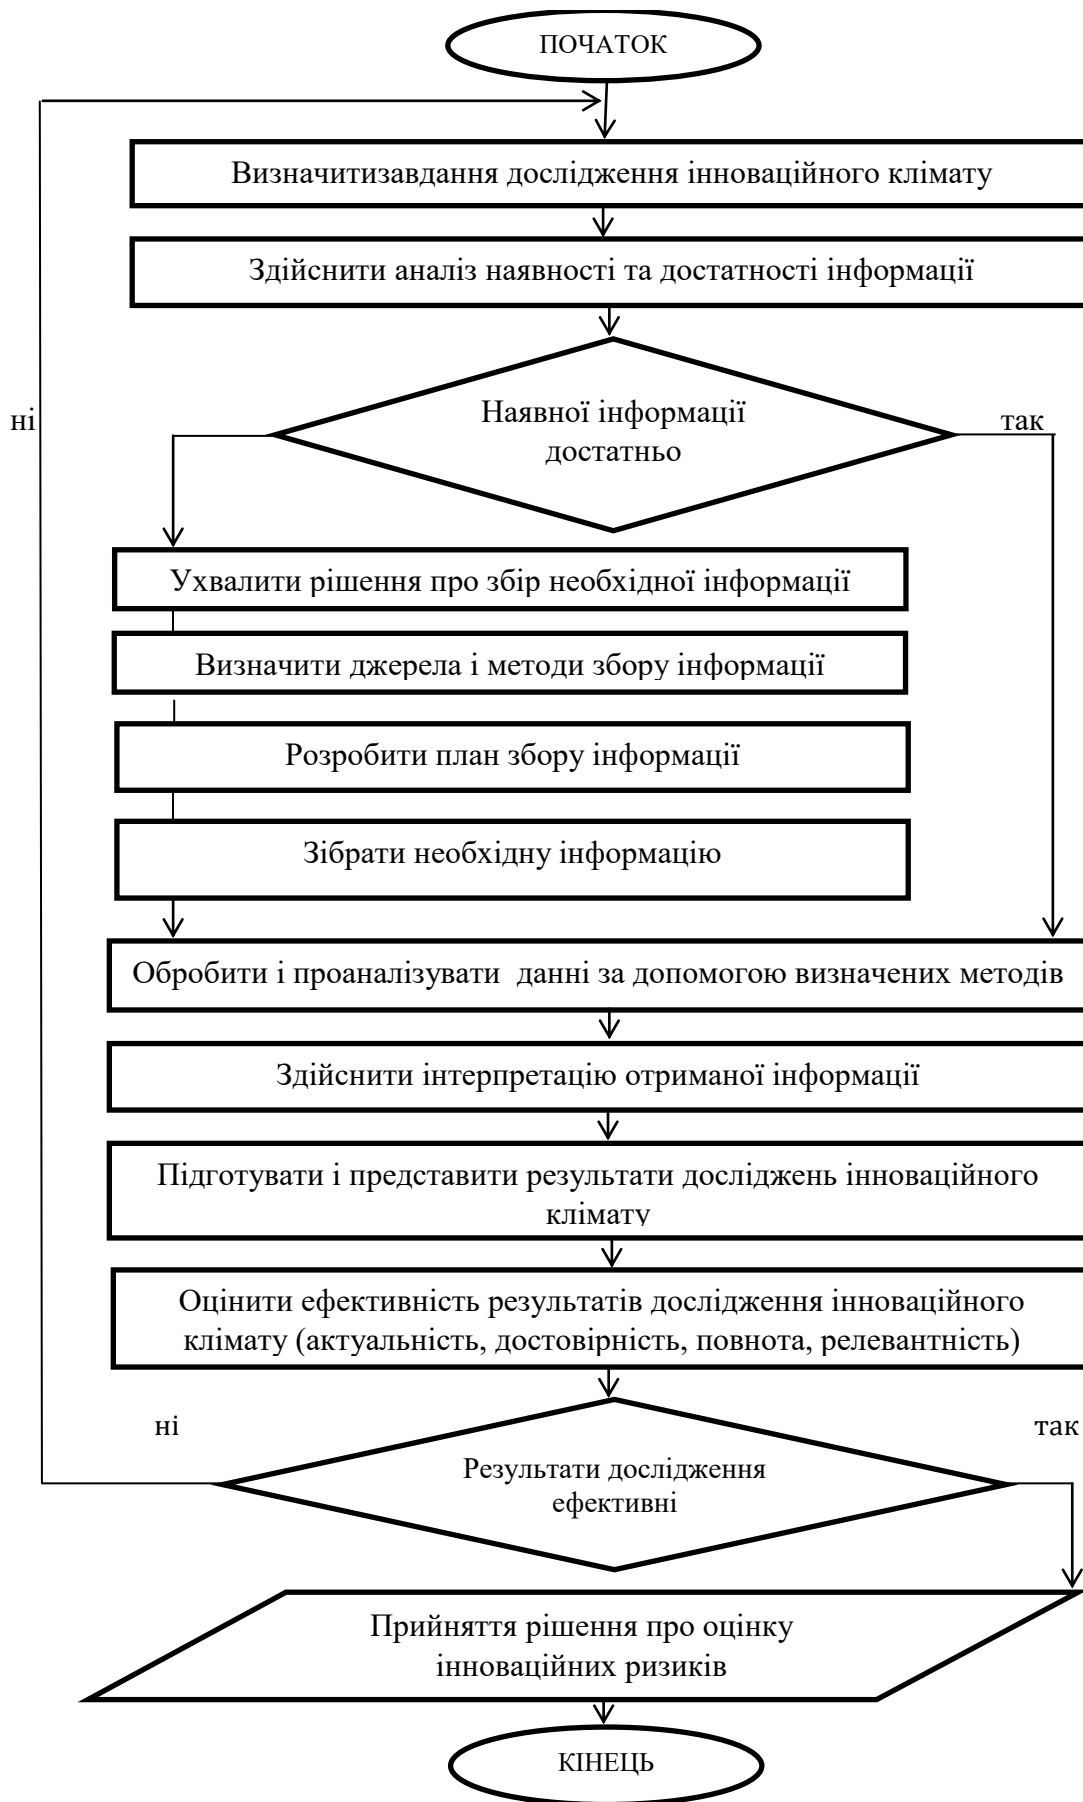 ПОЧАТОК
Визначитизавдання дослідження інноваційного клімату
Здійснити аналіз наявності та достатності інформації
ні
Наявної інформації
достатньо
так
Ухвалити рішення про збір необхідної інформації
Визначити джерела і методи збору інформації
Розробити план збору інформації
Зібрати необхідну інформацію
Обробити і проаналізувати данні за допомогою визначених методів
Здійснити інтерпретацію отриманої інформації
Підготувати і представити результати досліджень інноваційного
клімату
Оцінити ефективність результатів дослідження інноваційного
клімату (актуальність, достовірність, повнота, релевантність)
ні
так
Результати дослідження
ефективні
Прийняття рішення про оцінку
інноваційних ризиків
КІНЕЦЬ